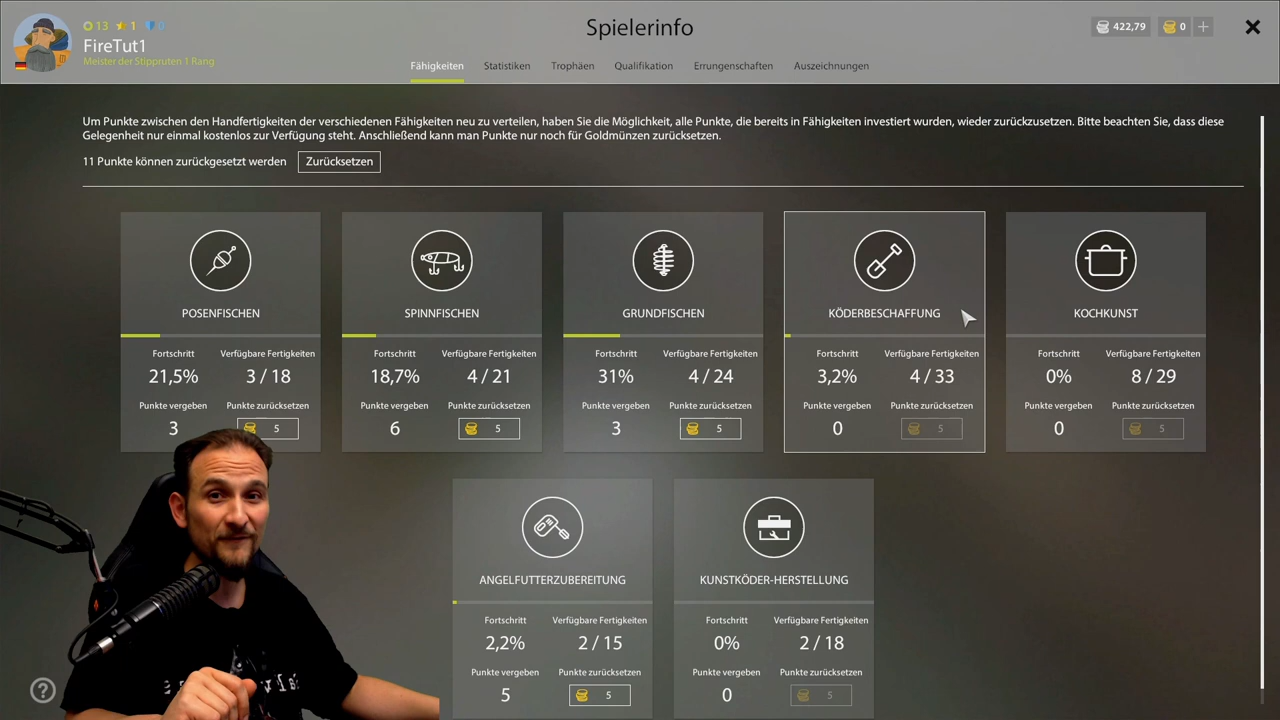 13 1 0
FireTut1
Meister der Stippruten 1 Rang
Spielerinfo
422,79 0 +
Fähigkeiten Statistiken Trophäen Qualifikation Errungenschaften Auszeichnungen
Um Punkte zwischen den Handfertigkeiten der verschiedenen Fähigkeiten neu zu verteilen, haben Sie die Möglichkeit, alle Punkte, die bereits in Fähigkeiten investiert wurden, wieder zurückzusetzen. Bitte beachten Sie, dass diese
Gelegenheit nur einmal kostenlos zur Verfügung steht. Anschließend kann man Punkte nur noch für Goldmünzen zurücksetzen.
11 Punkte können zurückgesetzt werden Zurücksetzen
POSENFISCHEN
Fortschritt Verfügbare Fertigkeiten
21,5% 3 / 18
Punkte vergeben Punkte zurücksetzen
3 5
SPINNFISCHEN
Fortschritt Verfügbare Fertigkeiten
18,7% 4 / 21
Punkte vergeben Punkte zurücksetzen
6 5
GRUNDFISCHEN
Fortschritt Verfügbare Fertigkeiten
31% 4 / 24
Punkte vergeben Punkte zurücksetzen
3 5
KÖDERBESCHAFFUNG
Fortschritt Verfügbare Fertigkeiten
3,2% 4 / 33
Punkte vergeben Punkte zurücksetzen
0 5
KOCHKUNST
Fortschritt Verfügbare Fertigkeiten
0% 8 / 29
Punkte vergeben Punkte zurücksetzen
0 5
ANGELFUTTERZUBEREITUNG
Fortschritt Verfügbare Fertigkeiten
2,2% 2 / 15
Punkte vergeben Punkte zurücksetzen
5 5
KUNSTKÖDER-HERSTELLUNG
Fortschritt Verfügbare Fertigkeiten
0% 2 / 18
Punkte vergeben Punkte zurücksetzen
0 5
?